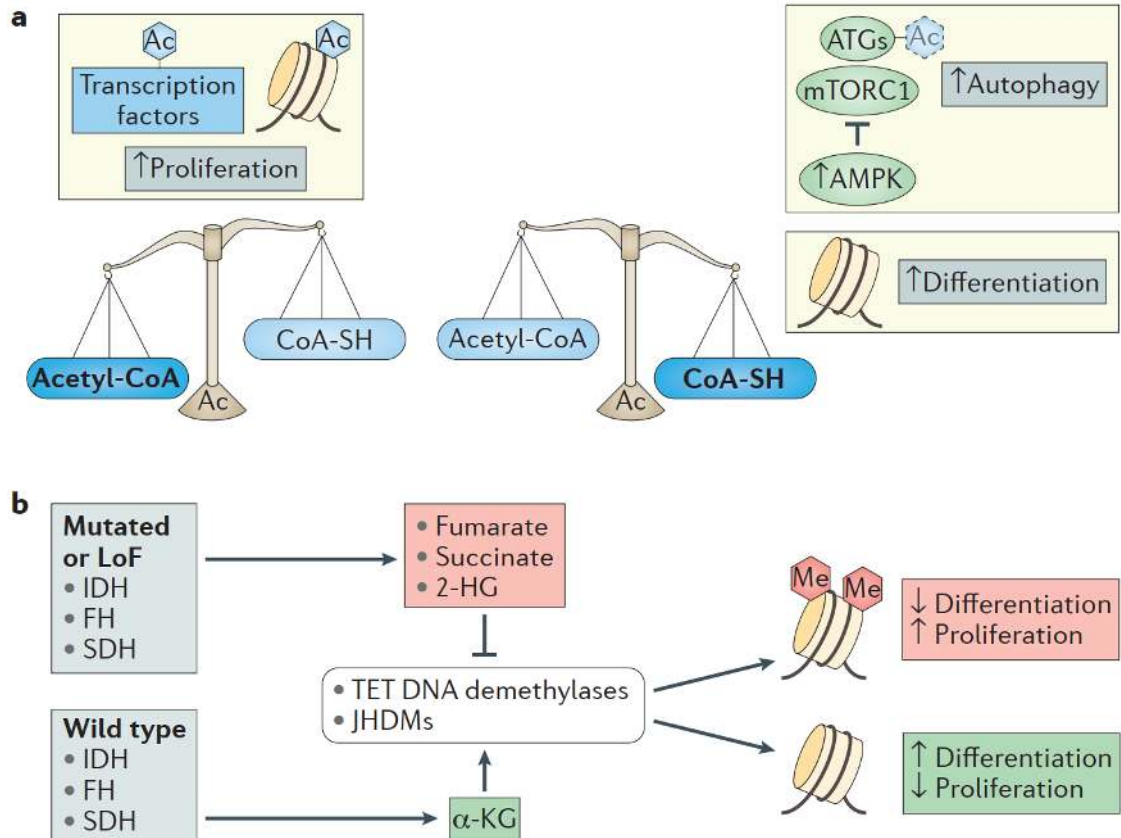 a
Ac
Ac
Transcription
factors
↑Proliferation
Acetyl-CoA
CoA-SH
Ac
Acetyl-CoA
CoA-SH
Ac
ATGs
Ac
mTORC1
↑AMPK
↑Autophagy
↑Differentiation
b
Mutated
or LoF
• IDH
• FH
• SDH
• Fumarate
• Succinate
• 2-HG
• TET DNA demethylases
• JHDMs
Me
Me
↓ Differentiation
↑ Proliferation
Wild type
• IDH
• FH
• SDH
α-KG
↑ Differentiation
↓ Proliferation